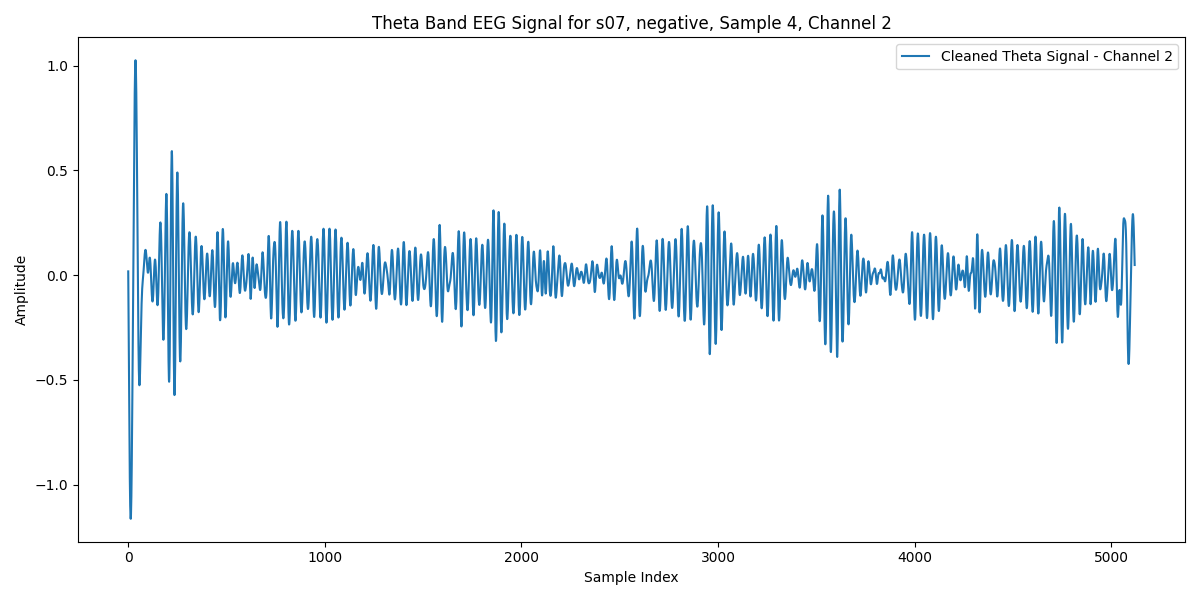 Theta Band EEG Signal for s07, negative, Sample 4, Channel 2
Cleaned Theta Signal - Channel 2
Amplitude
1.0
0.5
0.0
−0.5
−1.0
0 1000 2000 3000 4000 5000
Sample Index